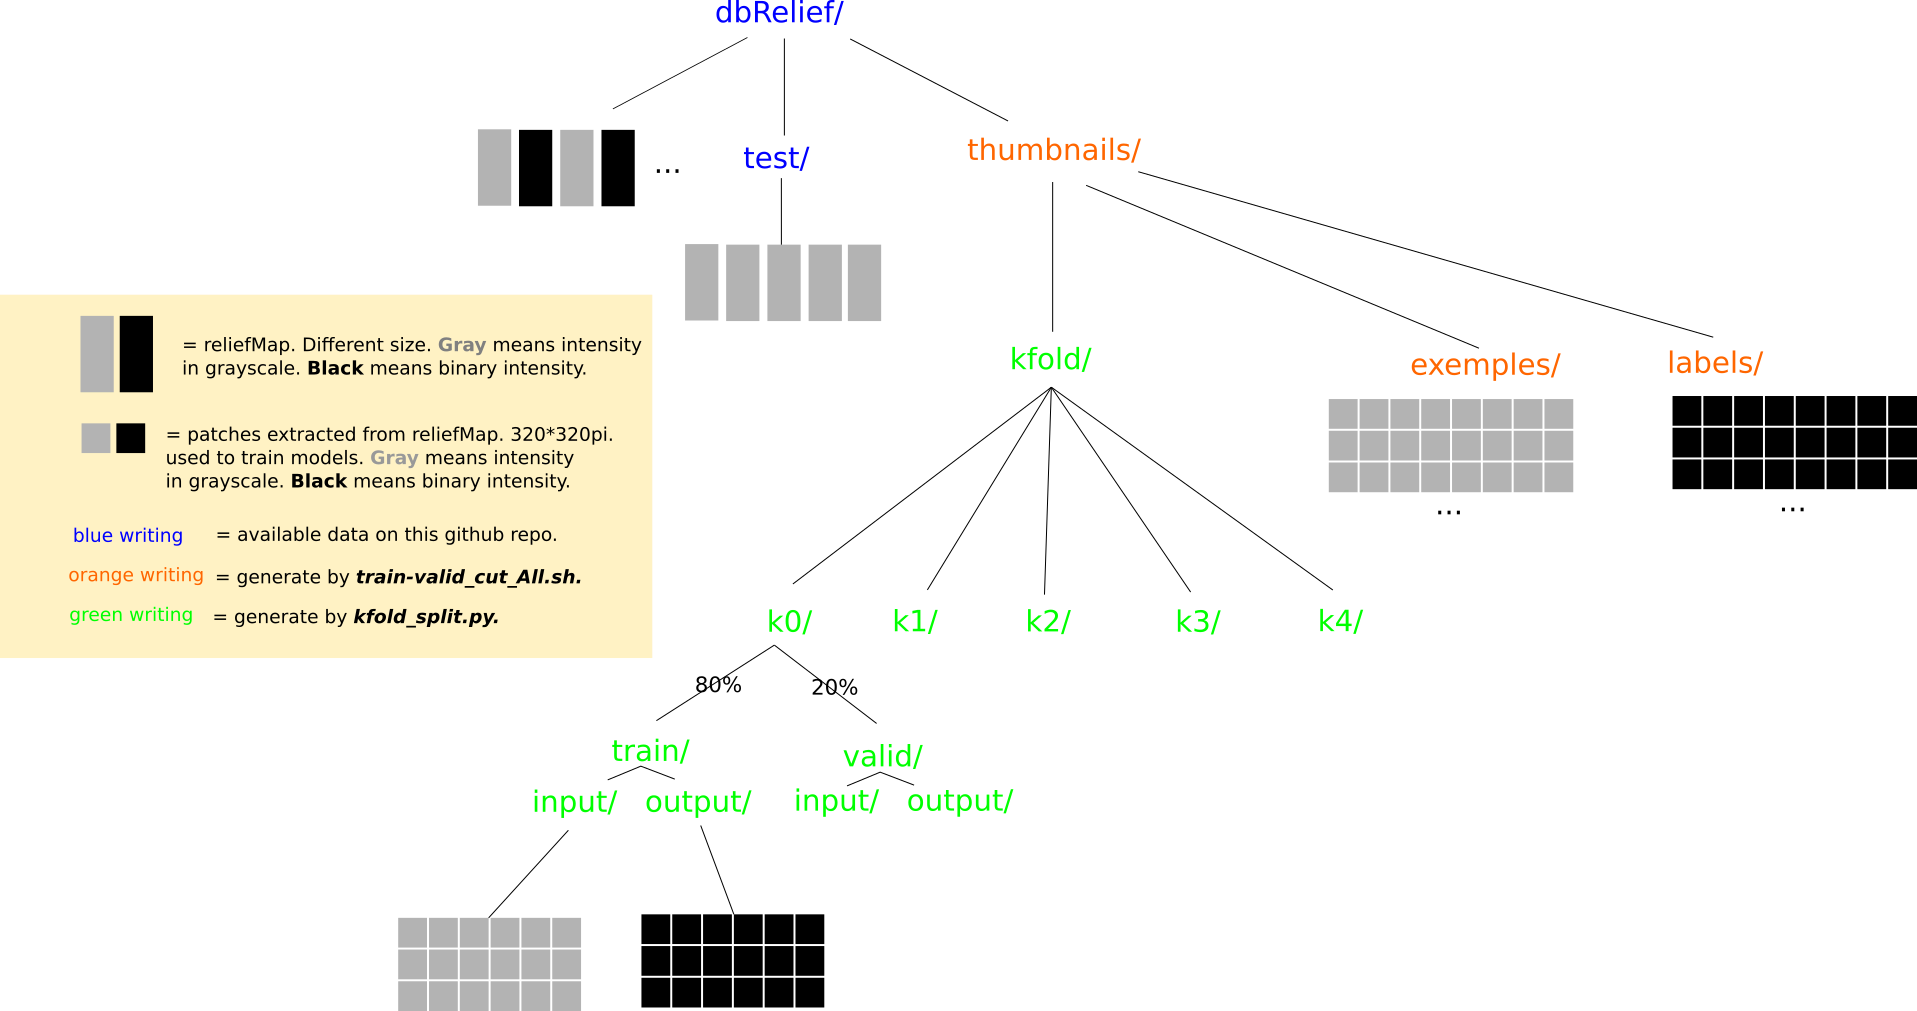 dbRelief/
...
test/
thumbnails/
= reliefMap. Different size. Gray means intensity
in grayscale. Black means binary intensity.
= patches extracted from reliefMap. 320*320pi.
used to train models. Gray means intensity
in grayscale. Black means binary intensity.
blue writing = available data on this github repo.
orange writing = generate by train-valid_cut_All.sh.
green writing = generate by kfold_split.py.
kfold/
exemples/
labels/
...
...
k0/
k1/
k2/
k3/
k4/
80%
20%
train/
valid/
input/
output/
input/
output/